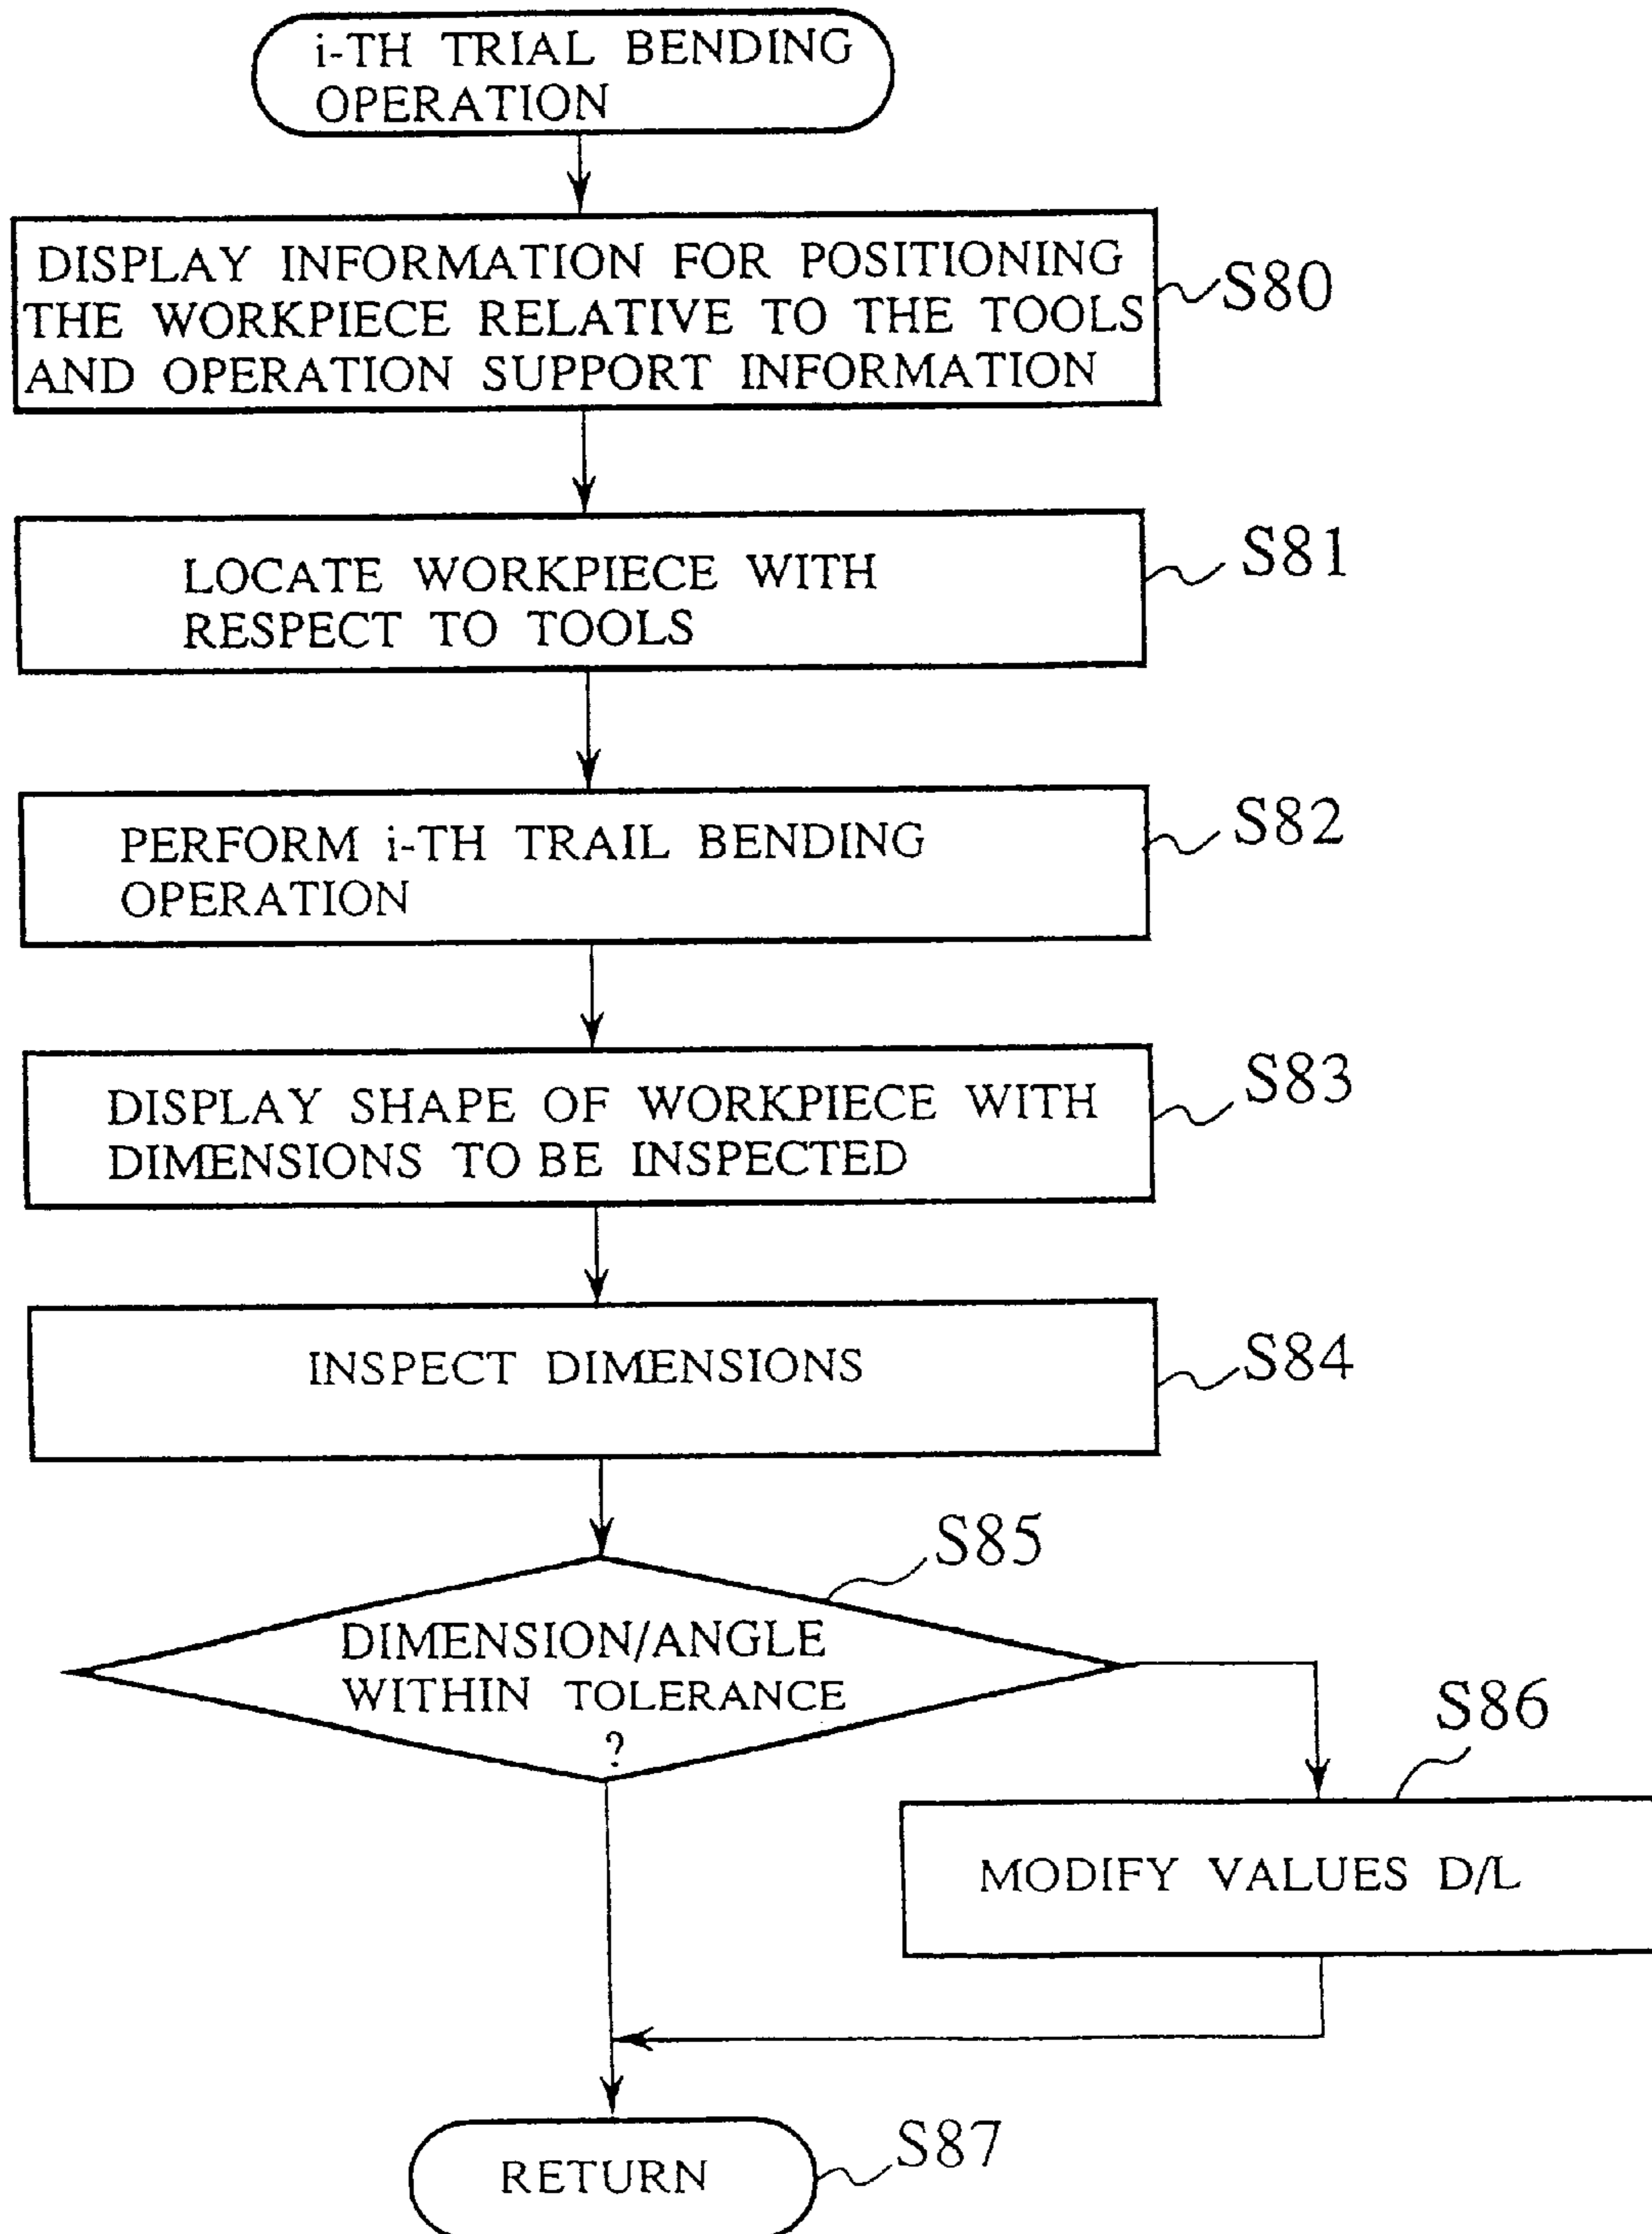 i-TH TRIAL BENDING
OPERATION
DISPLAY INFORMATION FOR POSITIONING
THE WORKPIECE RELATIVE TO THE TOOLS
AND OPERATION SUPPORT INFORMATION
S80
LOCATE WORKPIECE WITH
RESPECT TO TOOLS
S81
PERFORM i-TH TRAIL BENDING
OPERATION
S82
DISPLAY SHAPE OF WORKPIECE WITH
DIMENSIONS TO BE INSPECTED
S83
INSPECT DIMENSIONS
S84
S85
DIMENSION/ANGLE
WITHIN TOLERANCE
?
S86
MODIFY VALUES D/L
RETURN
S87